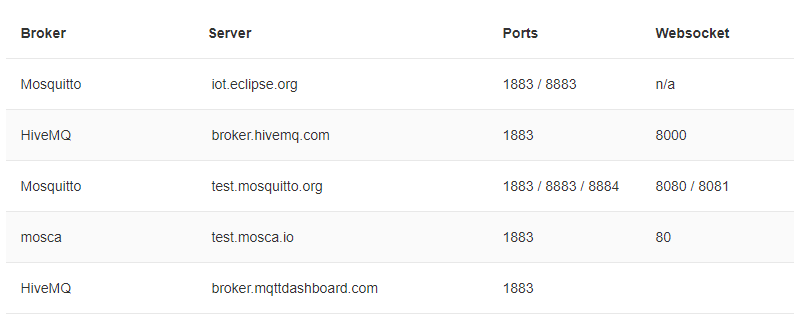 Broker Server Ports Websocket
Mosquitto iot.eclipse.org 1883 / 8883 n/a
HiveMQ broker.hivemq.com 1883 8000
Mosquitto test.mosquitto.org 1883 / 8883 / 8884 8080 / 8081
mosca test.mosca.io 1883 80
HiveMQ broker.mqttdashboard.com 1883